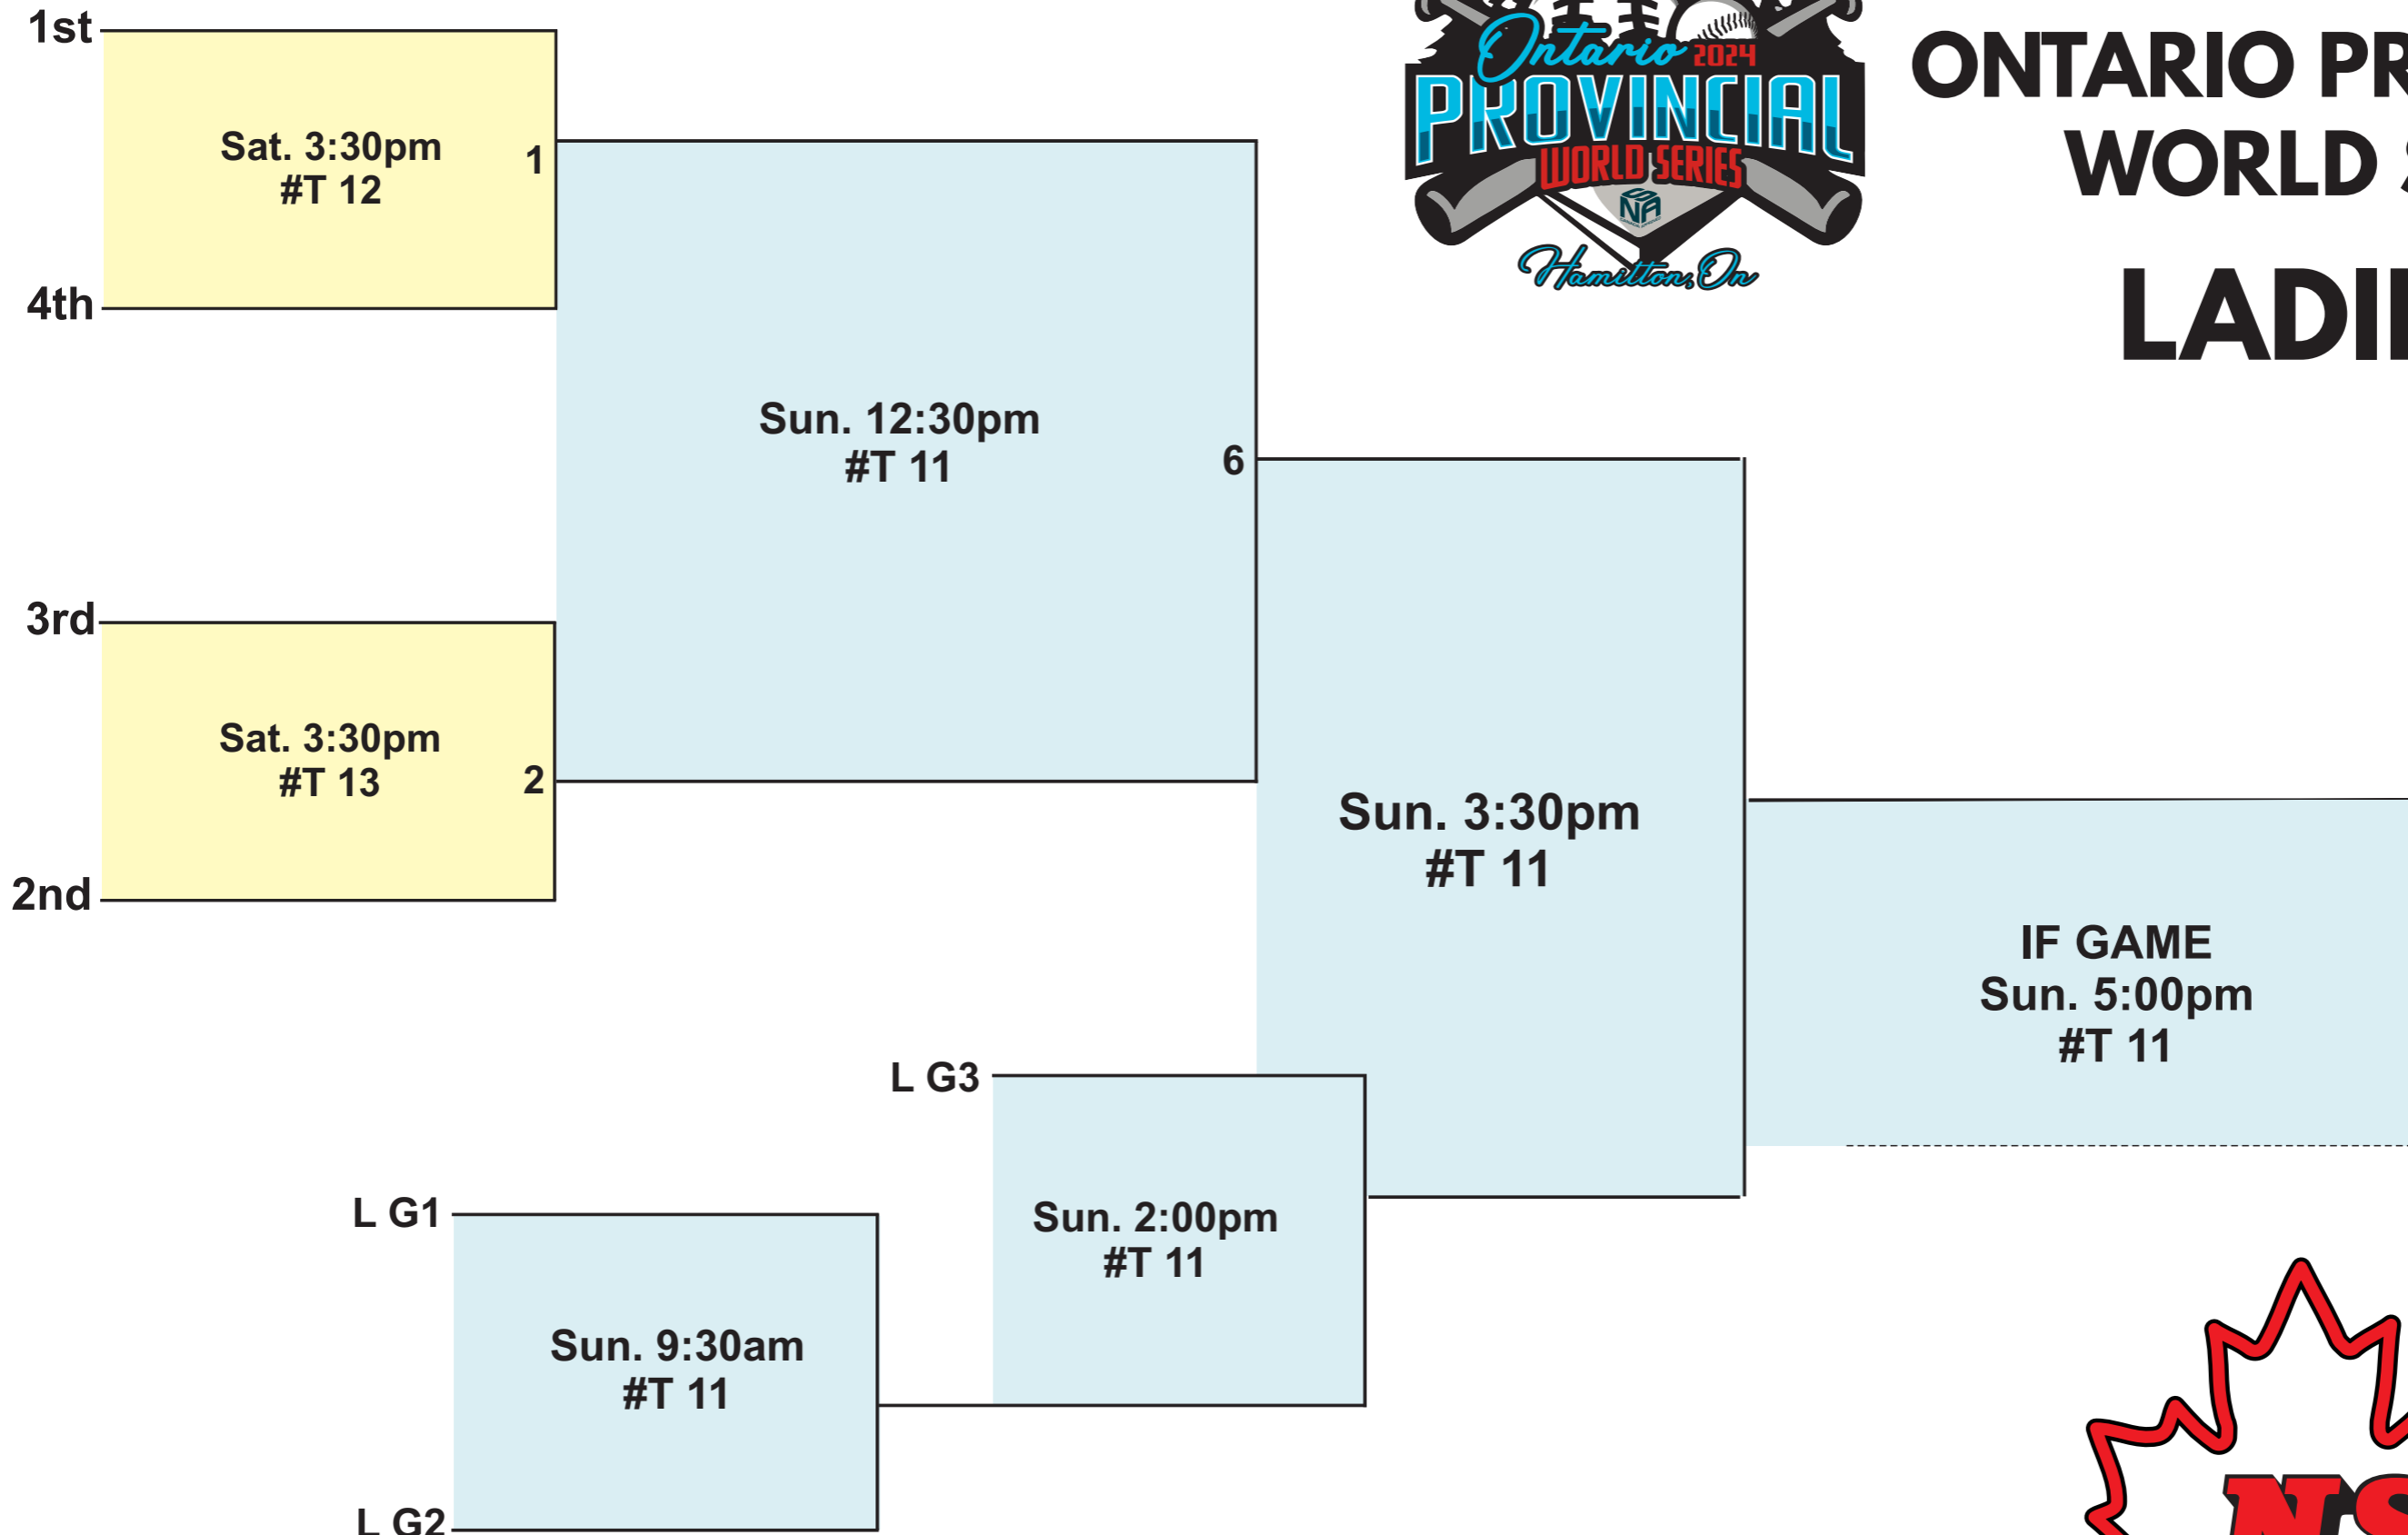 1st
Sat. 3:30pm
#T 12
1
4th
Sun. 12:30pm
#T 11
6
3rd
Sat. 3:30pm
#T 13
2
2nd
Sun. 3:30pm
#T 11
IF GAME
Sun. 5:00pm
#T 11
L G3
Sun. 2:00pm
#T 11
L G1
Sun. 9:30am
#T 11
L G2
Ontario 2024
PROVINCIAL
WORLD SERIES
Hamilton, On
ONTARIO PR
WORLD
LADI
NS